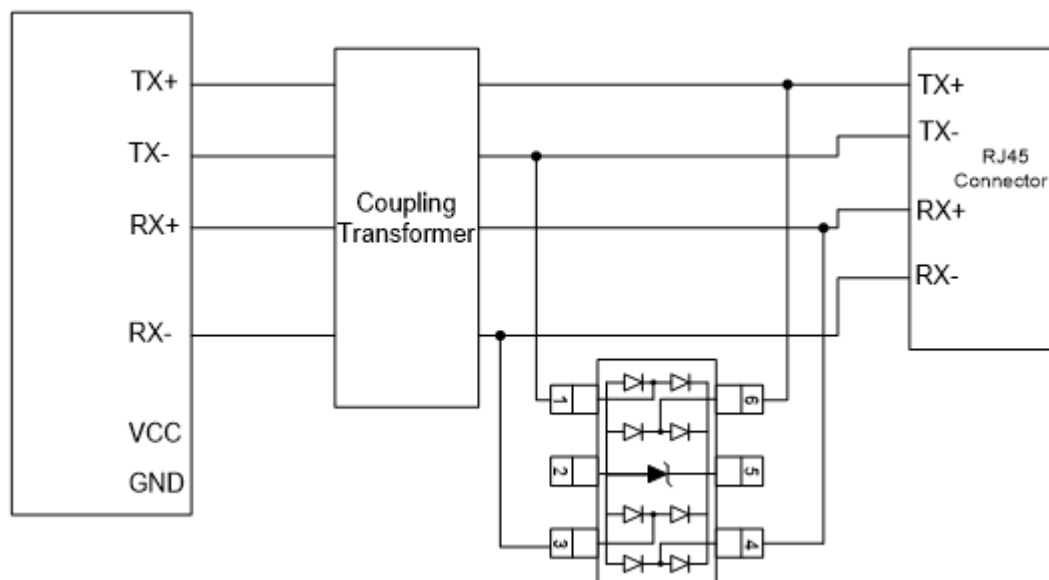 TX+
TX-
RX+
RX-
VCC
GND
Coupling
Transformer
TX+
TX-
RJ45
Connector
RX+
RX-
1
6
2
5
3
4